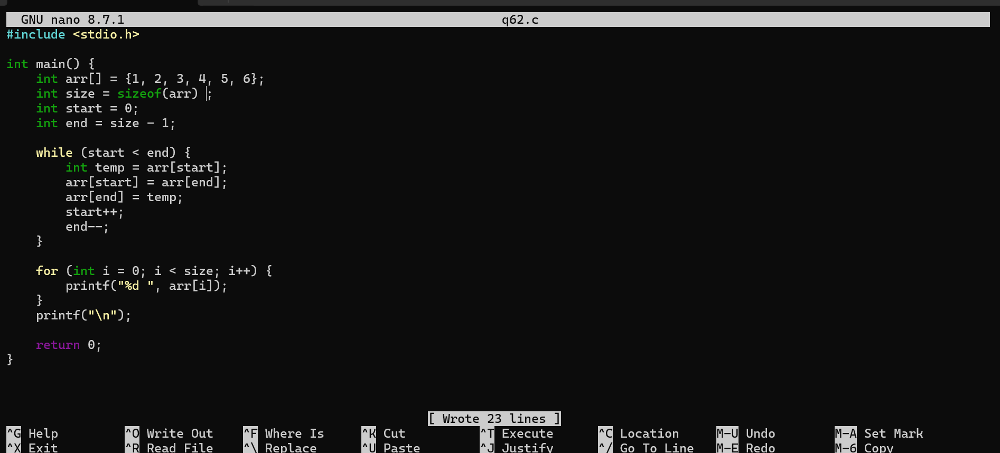 GNU nano 8.7.1 q62.c
#include <stdio.h>
int main() {
    int arr[] = {1, 2, 3, 4, 5, 6};
    int size = sizeof(arr) ;
    int start = 0;
    int end = size - 1;
    while (start < end) {
        int temp = arr[start];
        arr[start] = arr[end];
        arr[end] = temp;
        start++;
        end--;
    }
    for (int i = 0; i < size; i++) {
        printf("%d ", arr[i]);
    }
    printf("\n");
    return 0;
}
[ Wrote 23 lines ]
^G Help ^O Write Out ^F Where Is ^K Cut ^T Execute ^C Location M-U Undo M-A Set Mark
^X Exit ^R Read File ^\ Replace ^U Paste ^J Justify ^/ Go To Line M-E Redo M-6 Copy